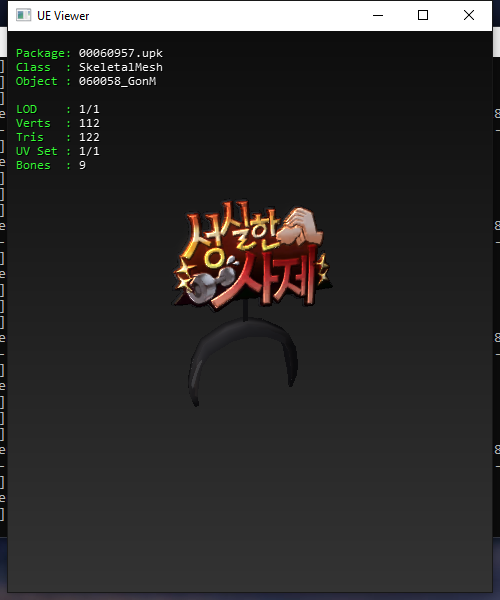 UE Viewer
Package: 00060957.upk
Class : SkeletalMesh
Object : 060058_GonM
LOD : 1/1
Verts : 112
Tris : 122
UV Set : 1/1
Bones : 9
성실한
사제